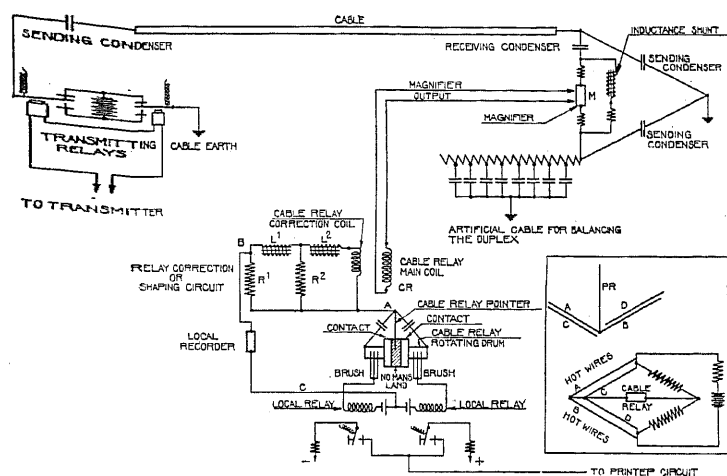 CABLE
SENDING CONDENSER
RECEIVING CONDENSER
INDUCTANCE SHUNT
SENDING
CONDENSER
MAGNIFIER
OUTPUT
M
MAGNIFIER
SENDING
CONDENSER
TRANSMITTING
RELAYS
CABLE EARTH
TO TRANSMITTER
ARTIFICIAL CABLE FOR BALANCING
THE DUPLEX
CABLE RELAY
CORRECTION COIL
B
L¹
L²
RELAY CORRECTION
OR
SHAPING CIRCUIT
R¹
R²
CABLE RELAY
MAIN COIL
CR
A
CABLE RELAY POINTER
CONTACT
CONTACT
CABLE RELAY
ROTATING DRUM
LOCAL
RECORDER
BRUSH
NO MANS
LAND
BRUSH
C
LOCAL RELAY
LOCAL RELAY
-
+
TO PRINTER CIRCUIT
PR
A
C
D
B
HOT WIRES
A
C
CABLE
RELAY
B
D
HOT WIRES